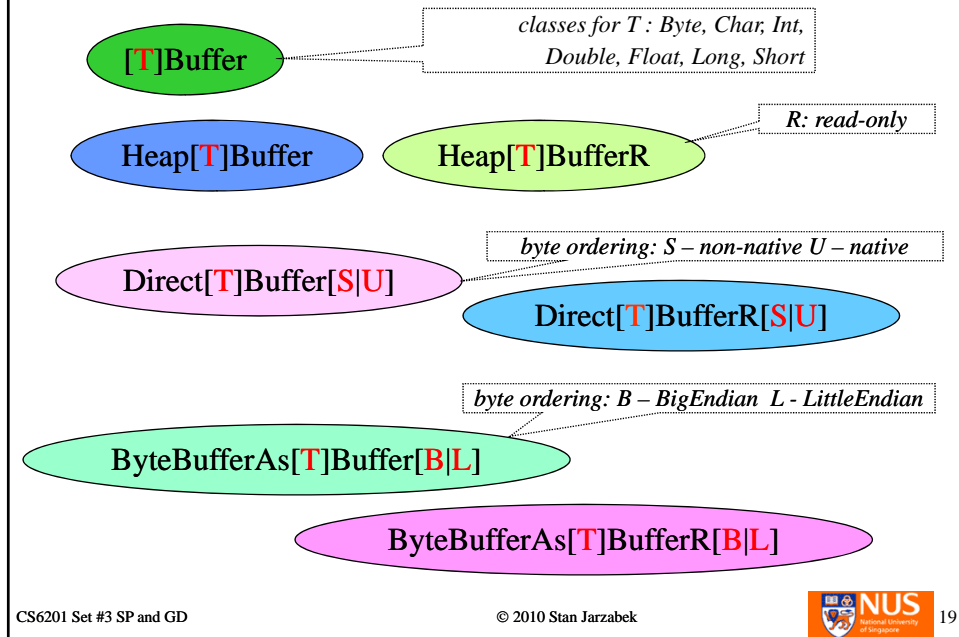 classes for T : Byte, Char, Int,
Double, Float, Long, Short
[T]Buffer
R: read-only
Heap[T]Buffer
Heap[T]BufferR
byte ordering: S – non-native U – native
Direct[T]Buffer[S|U]
Direct[T]BufferR[S|U]
byte ordering: B – BigEndian L - LittleEndian
ByteBufferAs[T]Buffer[B|L]
ByteBufferAs[T]BufferR[B|L]
CS6201 Set #3 SP and GD
© 2010 Stan Jarzabek
NUS
National University
of Singapore
19